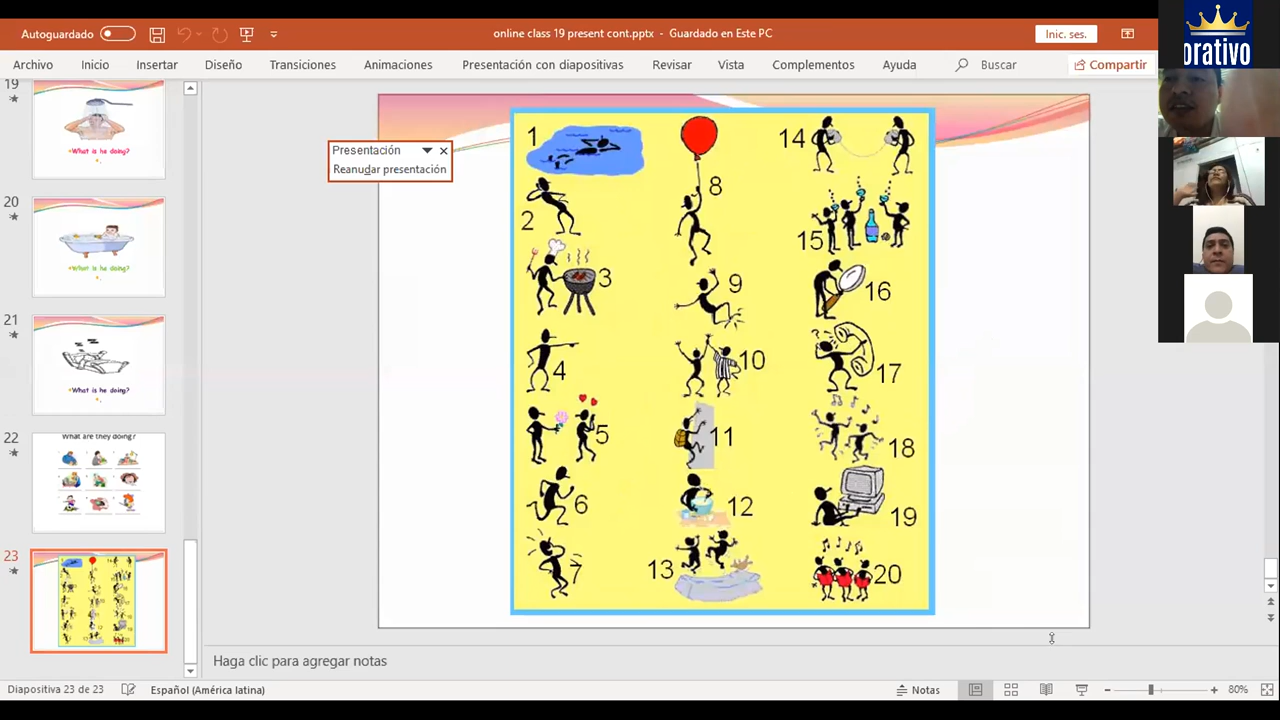 Autoguardado
online class 19 present cont.pptx - Guardado en Este PC
Inic. ses.
orativo
Archivo Inicio Insertar Diseño Transiciones Animaciones Presentación con diapositivas Revisar Vista Complementos Ayuda Buscar Compartir
19
What is he doing?
20
What is he doing?
21
What is he doing?
22
What are they doing?
23
Presentación
Reanudar presentación
1
8
14
2
15
3
9
16
4
10
17
5
11
18
6
12
19
7
13
20
Haga clic para agregar notas
Diapositiva 23 de 23 Español (América latina) Notas 80%